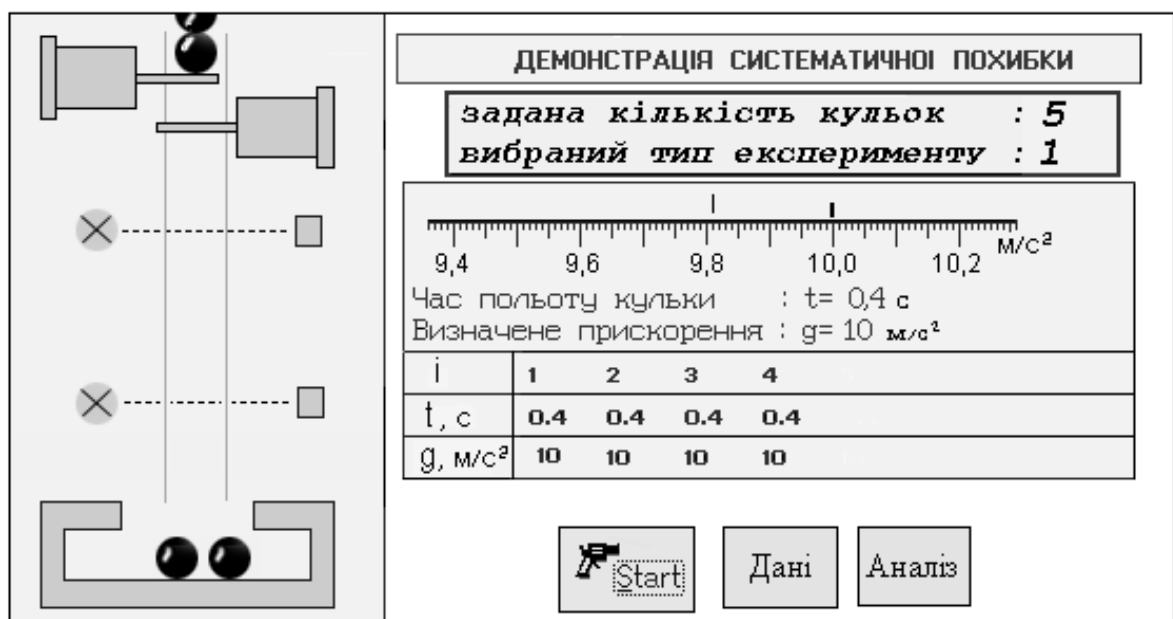 ДЕМОНСТРАЦІЯ СИСТЕМАТИЧНОІ ПОХИБКИ
задана кількість кульок : 5
вибраний тип експерименту : 1
9,4 9,6 9,8 10,0 10,2 м/с²
Час польоту кульки : t= 0,4 с
Визначене прискорення : g= 10 м/с²
i 1 2 3 4
t, с 0.4 0.4 0.4 0.4
g, м/с² 10 10 10 10
Start Дані Аналіз